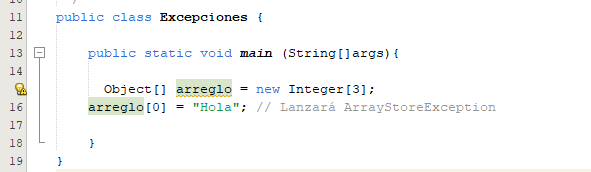 11 public class Excepciones {
12
13 public static void main (String[]args){
14
Object[] arreglo = new Integer[3];
16 arreglo[0] = "Hola"; // Lanzará ArrayStoreException
17
18 }
19 }